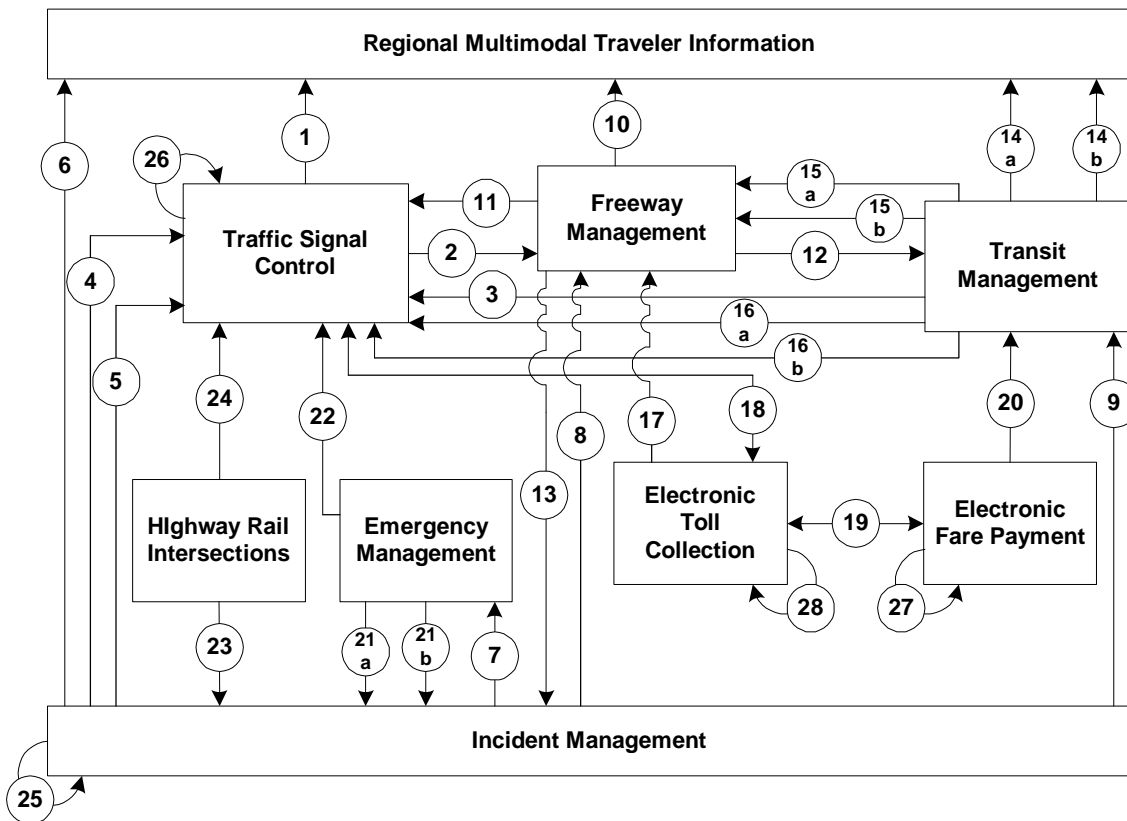 Regional Multimodal Traveler Information
6
1
10
14
a
14
b
26
11
15
a
15
b
Traffic Signal
Control
Freeway
Management
Transit
Management
4
2
12
3
16
a
16
b
5
24
22
8
17
18
20
9
13
HIghway Rail
Intersections
Emergency
Management
Electronic
Toll
Collection
19
Electronic
Fare Payment
28
27
23
21
a
21
b
7
Incident Management
25